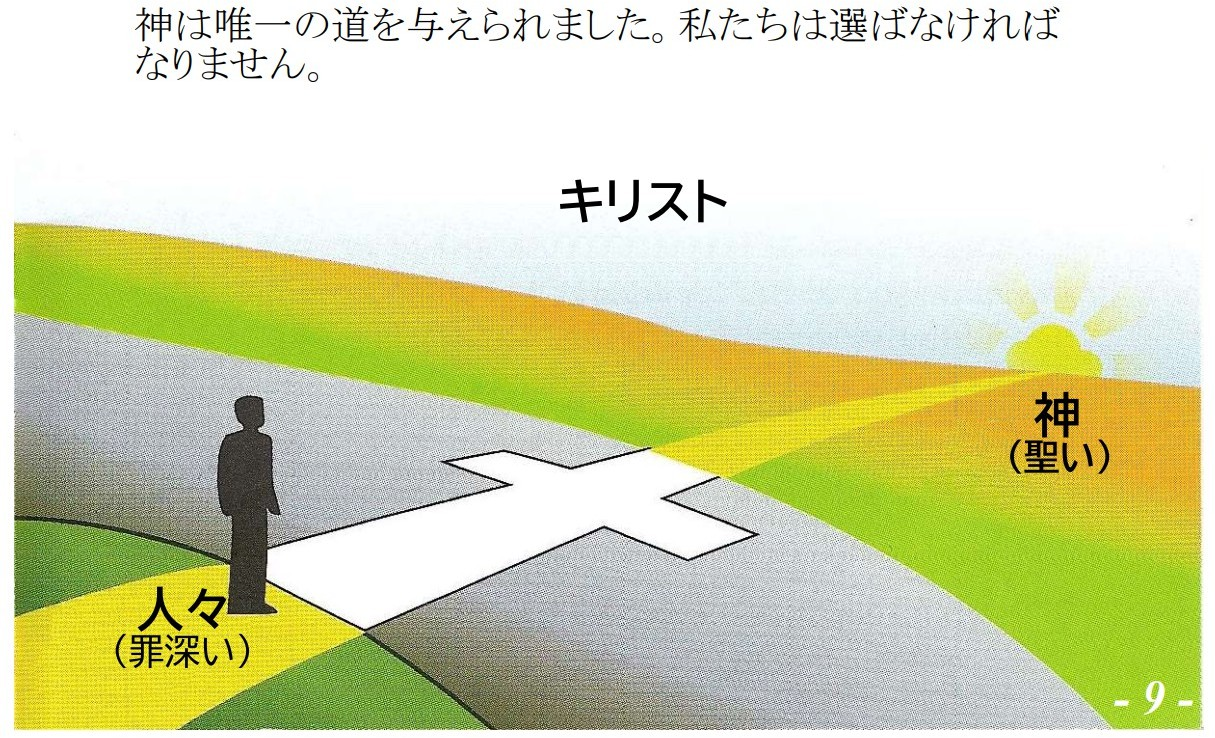 神は唯一の道を与えられました。私たちは選ばなければ
なりません。
キリスト
神
（聖い）
人々
（罪深い）
- 9 -